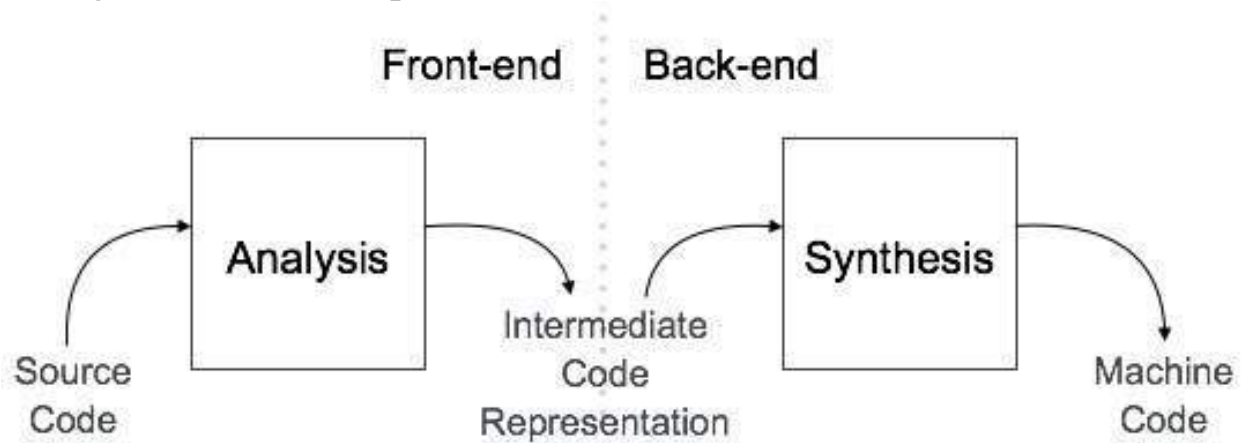 Front-end
Back-end
Analysis
Synthesis
Source
Code
Intermediate
Code
Representation
Machine
Code